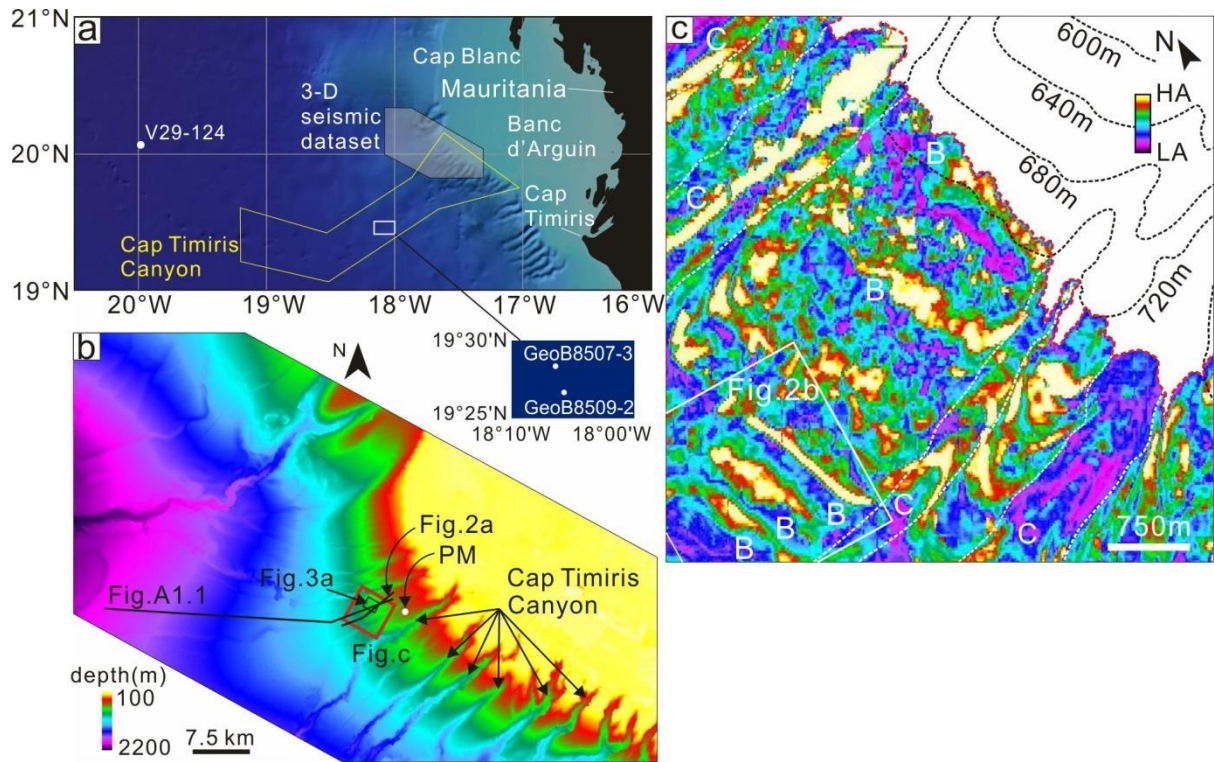 a
21°N
20°N
19°N
20°W
19°W
18°W
17°W
16°W
Cap Blanc
Mauritania
3-D
seismic
dataset
Banc
d'Arguin
V29-124
Cap
Timiris
Cap Timiris
Canyon
19°30'N
19°25'N
GeoB8507-3
GeoB8509-2
18°10'W
18°00'W
b
N
Fig.2a
PM
Fig.3a
Fig.A1.1
Fig.c
Cap Timiris
Canyon
depth(m)
100
2200
7.5 km
c
C
600m
N
HA
LA
640m
B
680m
C
B
720m
Fig.2b
B
B
B
C
C
750m